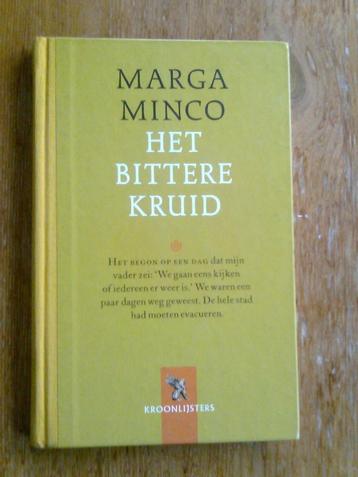 MARGA
MINCO
HET
BITTERE
KRUID
HET BEGON OP EEN DAG dat mijn
vader zei: 'We gaan eens kijken
of iedereen er weer is.' We waren een
paar dagen weg geweest. De hele stad
had moeten evacueren.
KROONLIJSTERS